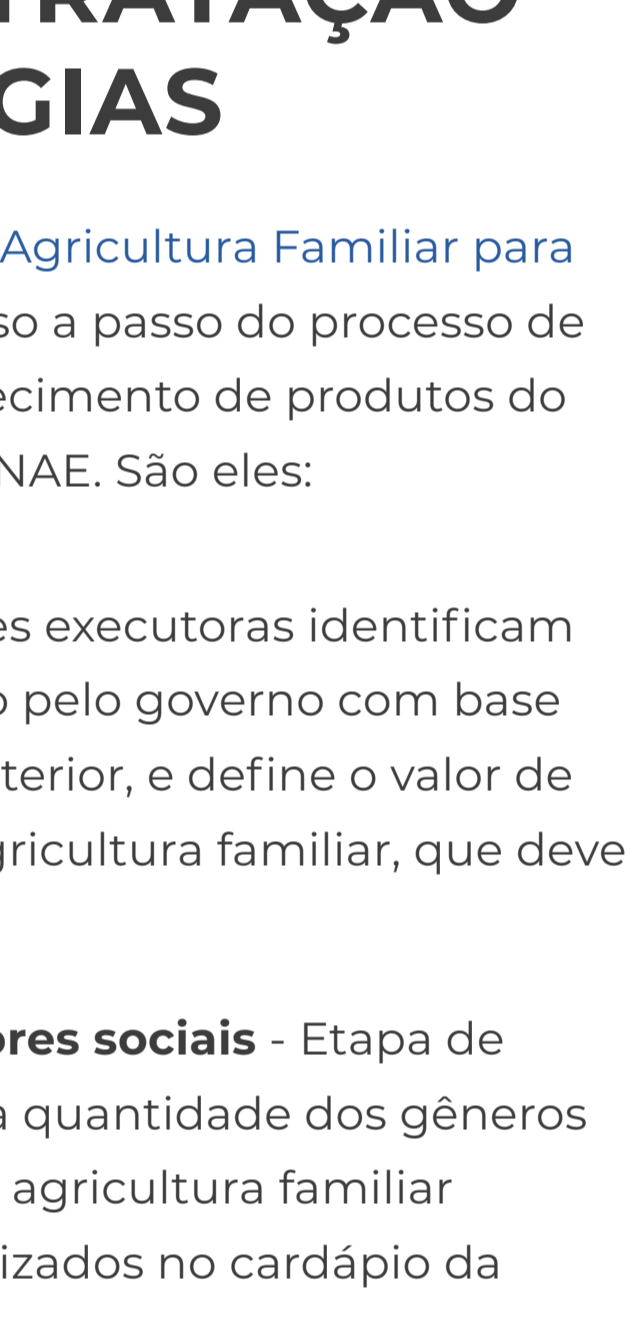 TRATAÇÃO
GIAS
Agricultura Familiar para
so a passo do processo de
ecimento de produtos do
NAE. São eles:
es executoras identificam
o pelo governo com base
terior, e define o valor de
gricultura familiar, que deve
ores sociais - Etapa de
a quantidade dos gêneros
agricultura familiar
izados no cardápio da